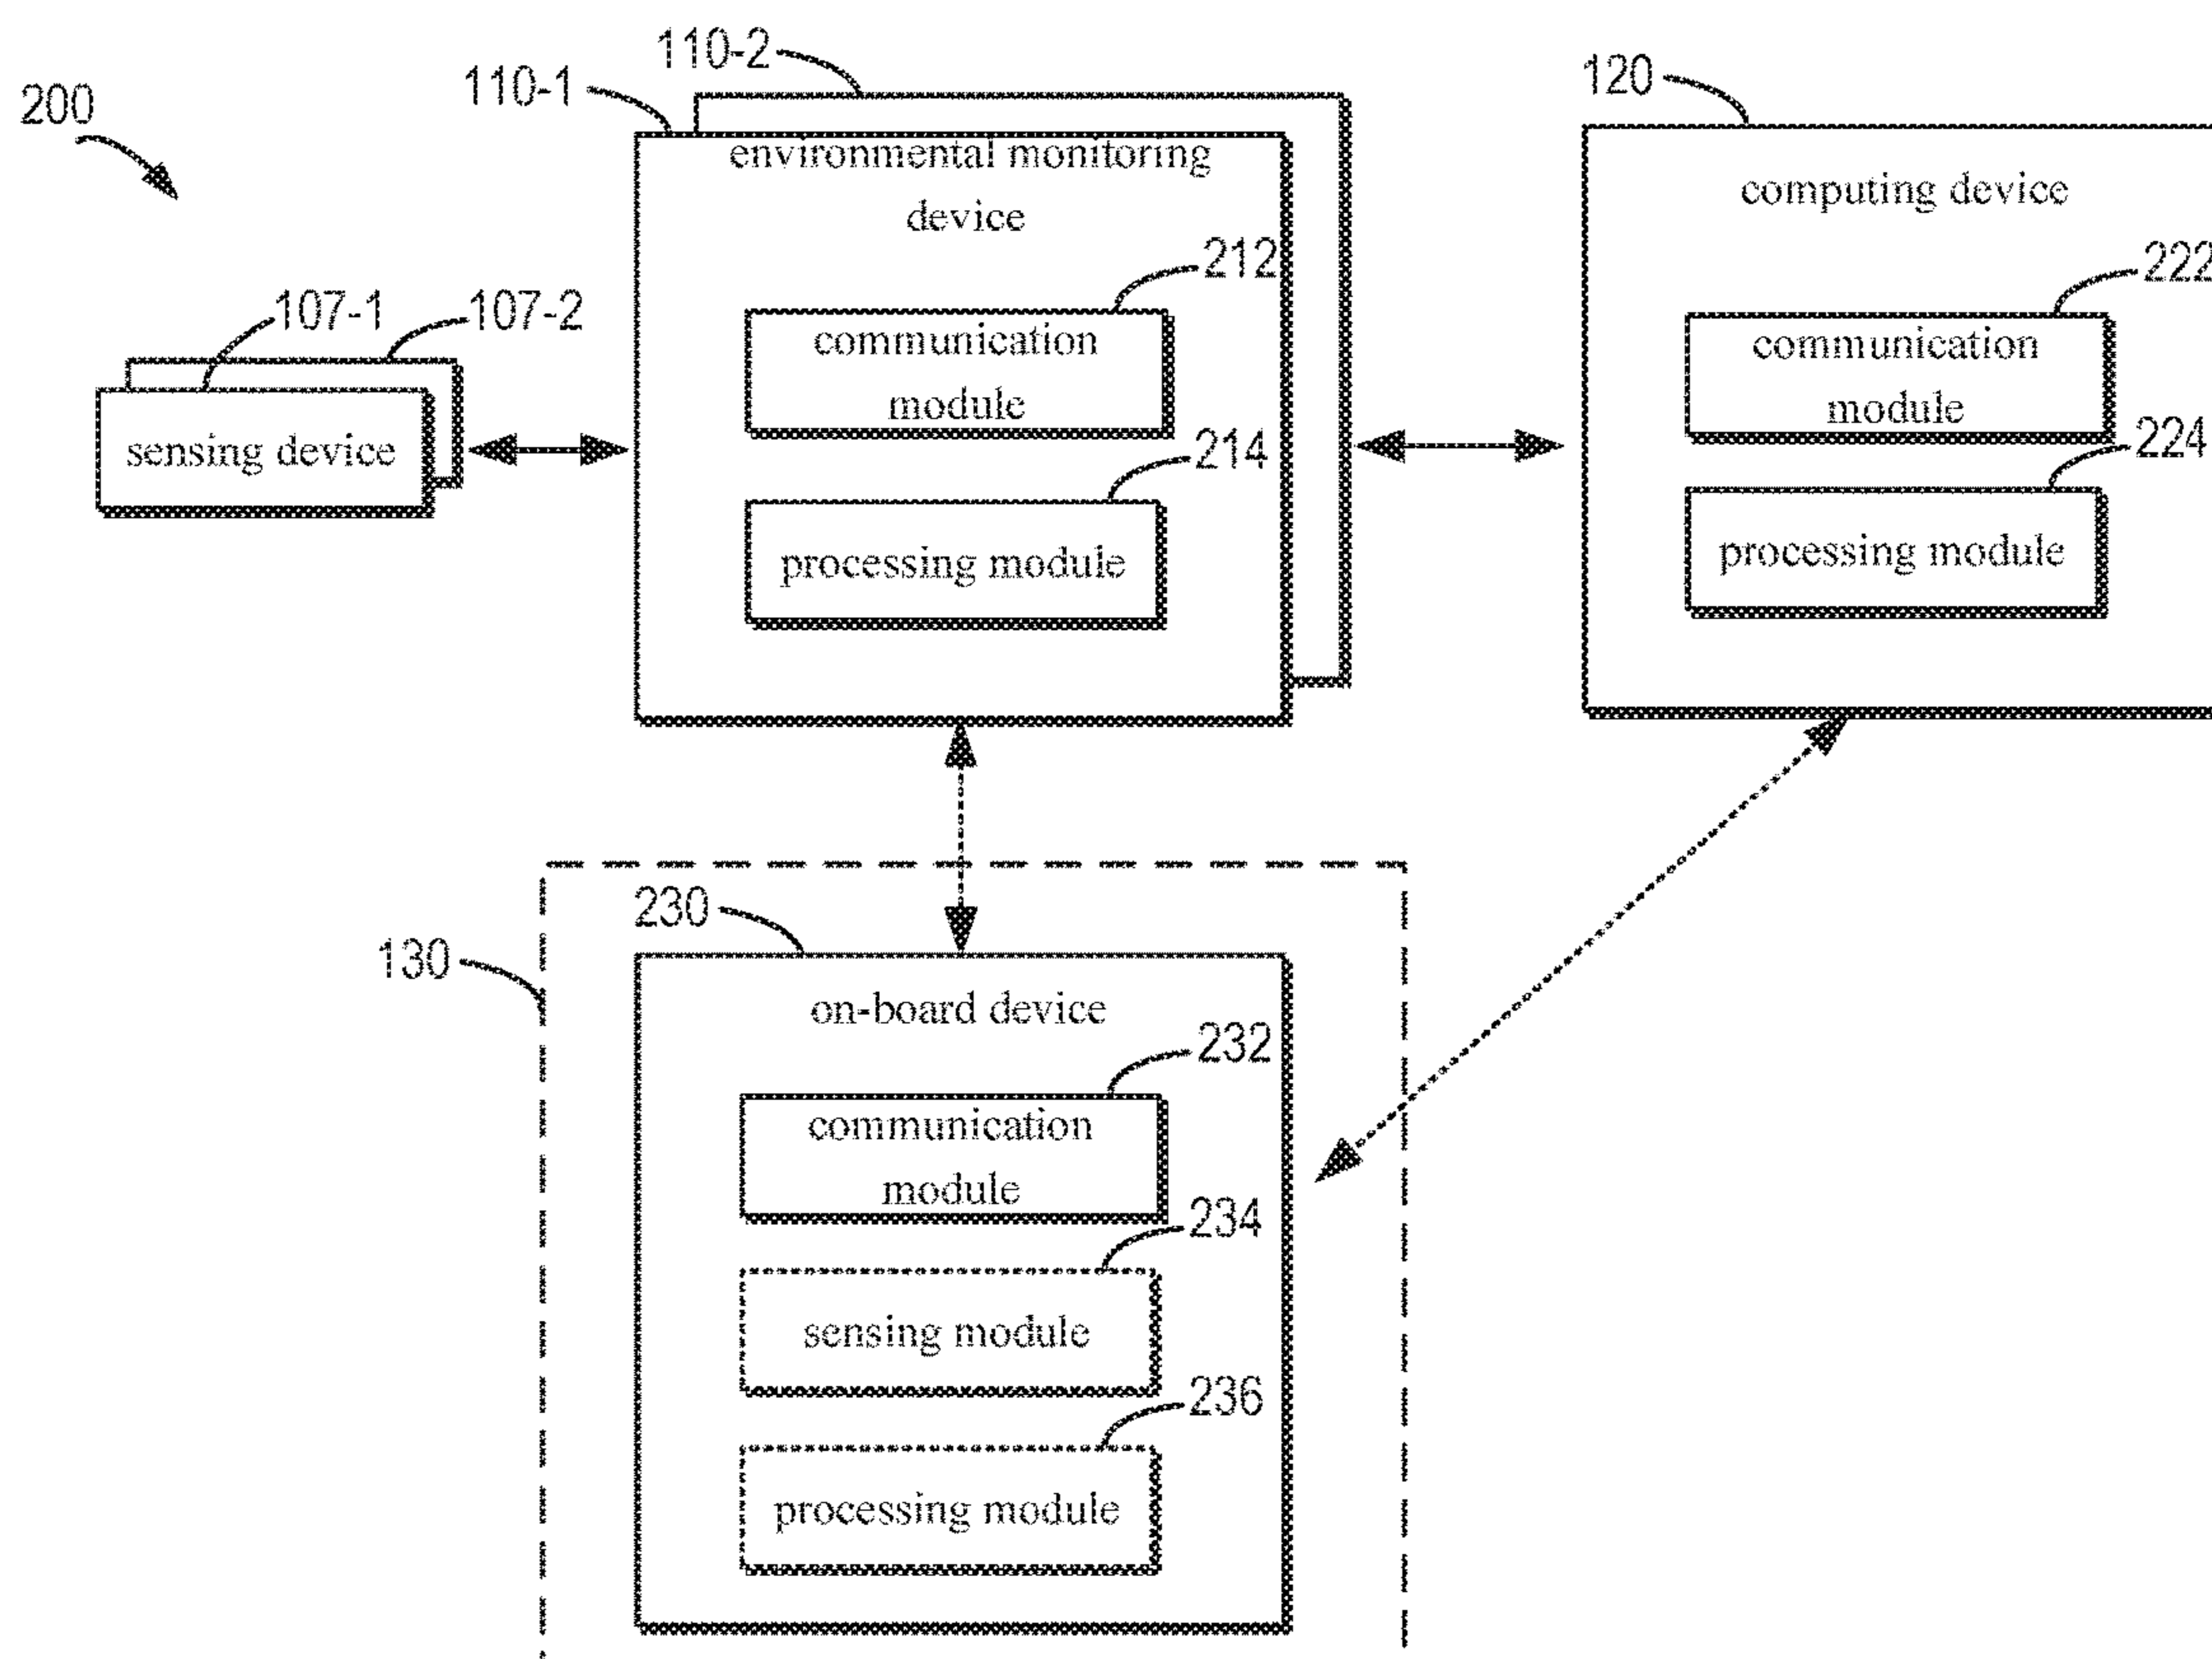 200
110-1
110-2
120
environmental monitoring
device
computing device
212
222
107-1
107-2
communication
module
communication
module
sensing device
214
224
processing module
processing module
230
130
on-board device
232
communication
module
234
sensing module
236
processing module